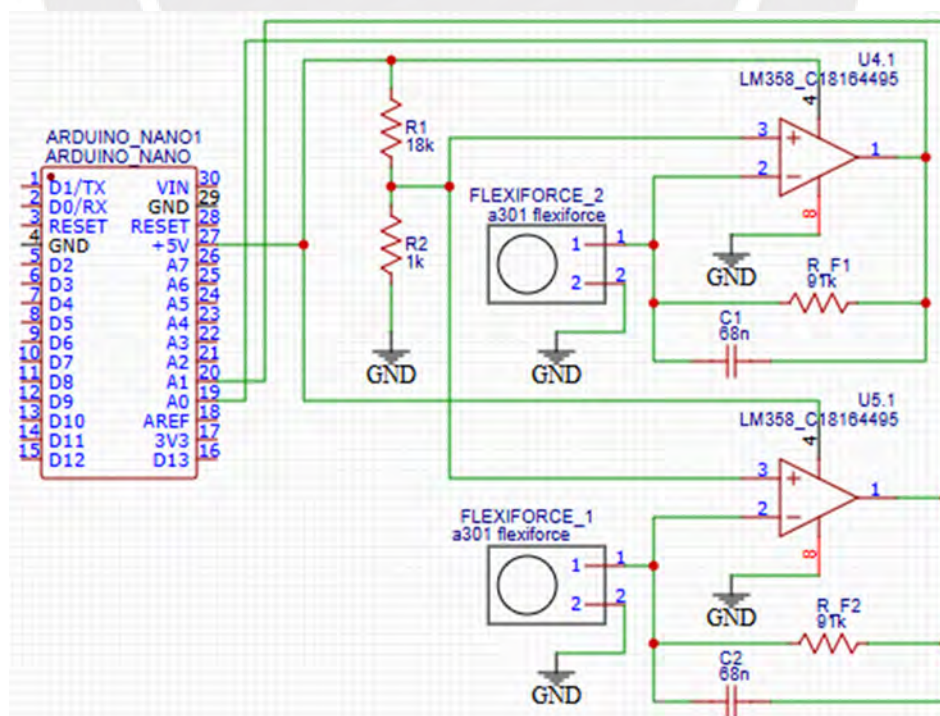 ARDUINO_NANO1
ARDUINO_NANO
1 D1/TX VIN 30
2 D0/RX GND 29
3 RESET RESET 28
4 GND +5V 27
5 D2 A7 26
6 D3 A6 25
7 D4 A5 24
8 D5 A4 23
9 D6 A3 22
10 D7 A2 21
11 D8 A1 20
12 D9 A0 19
13 D10 AREF 18
14 D11 3V3 17
15 D12 D13 16
R1
18k
R2
1k
GND
U4.1
LM358_C18164495
4
3 +
2 −
1
8
GND
FLEXIFORCE_2
a301 flexiforce
1 1
2 2
GND
R_F1
91k
C1
68n
U5.1
LM358_C18164495
4
3 +
2 −
1
8
GND
FLEXIFORCE_1
a301 flexiforce
1 1
2 2
GND
R_F2
91k
C2
68n